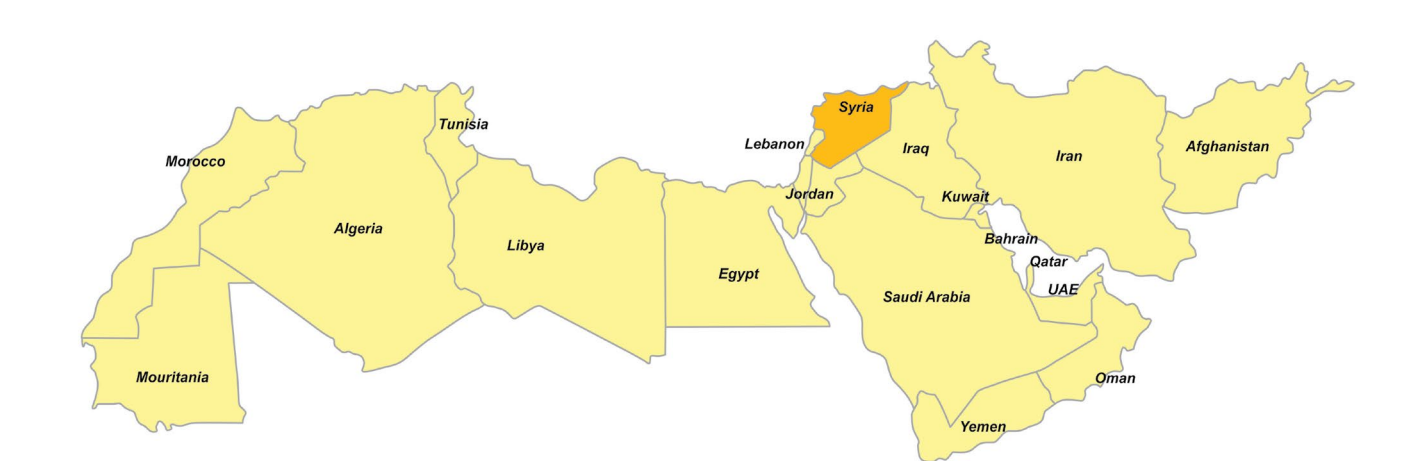 Syria
Tunisia
Lebanon
Iraq
Afghanistan
Iran
Morocco
Jordan
Kuwait
Algeria
Bahrain
Libya
Qatar
Egypt
UAE
Saudi Arabia
Mouritania
Oman
Yemen